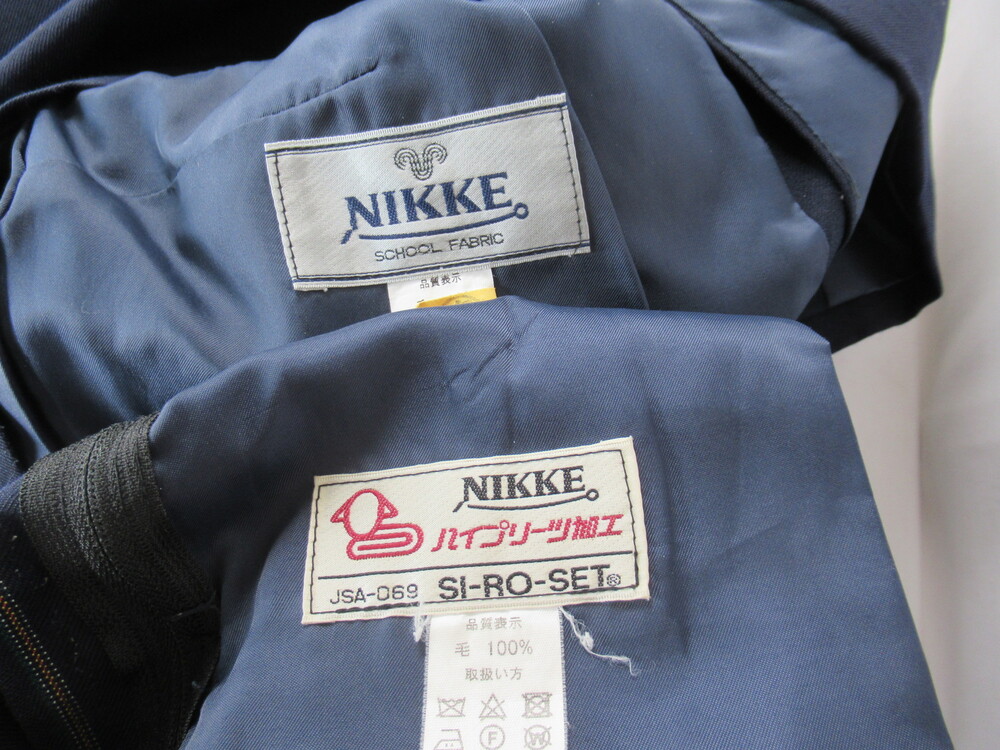 NIKKE
SCHOOL FABRIC
品質表示
NIKKE
ハイプリーツ加工
JSA-069 SI-RO-SET®
品質表示
毛 100%
取扱い方
F
W